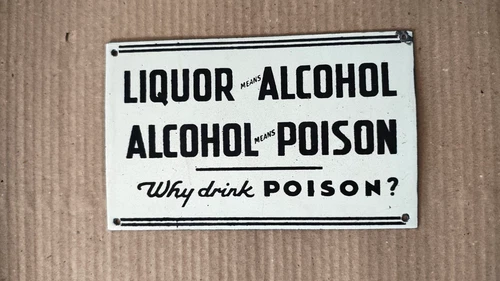 LIQUOR MEANS ALCOHOL
ALCOHOL MEANS POISON
Why drink POISON?